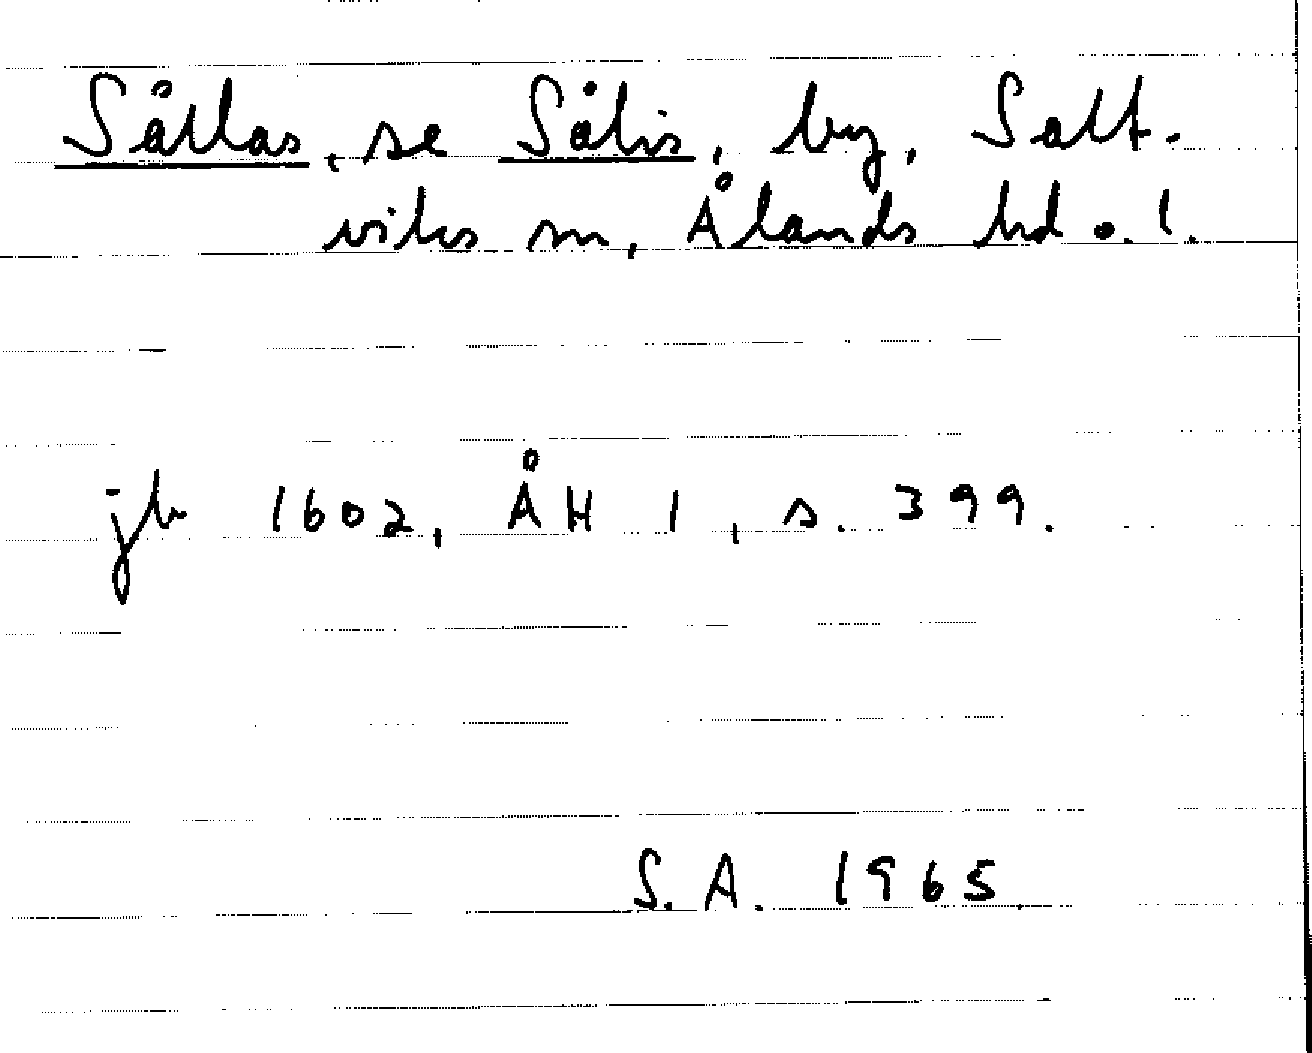 Sållas, se Sålis, by, Salt-
viks sn, Ålands hd o. l.
jb 1602, ÅH 1, s. 399.
S.A. 1965.